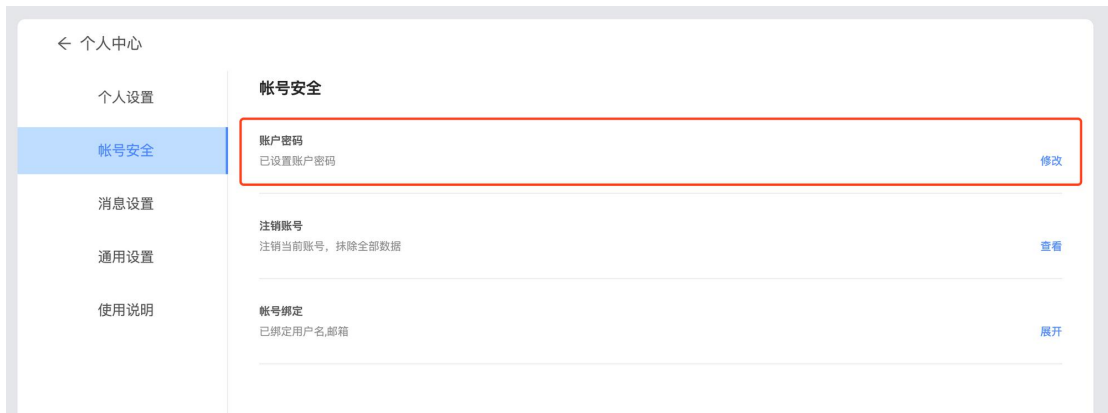 ← 个人中心
个人设置
帐号安全
消息设置
通用设置
使用说明
帐号安全
账户密码
已设置账户密码
修改
注销账号
注销当前账号，抹除全部数据
查看
帐号绑定
已绑定用户名,邮箱
展开